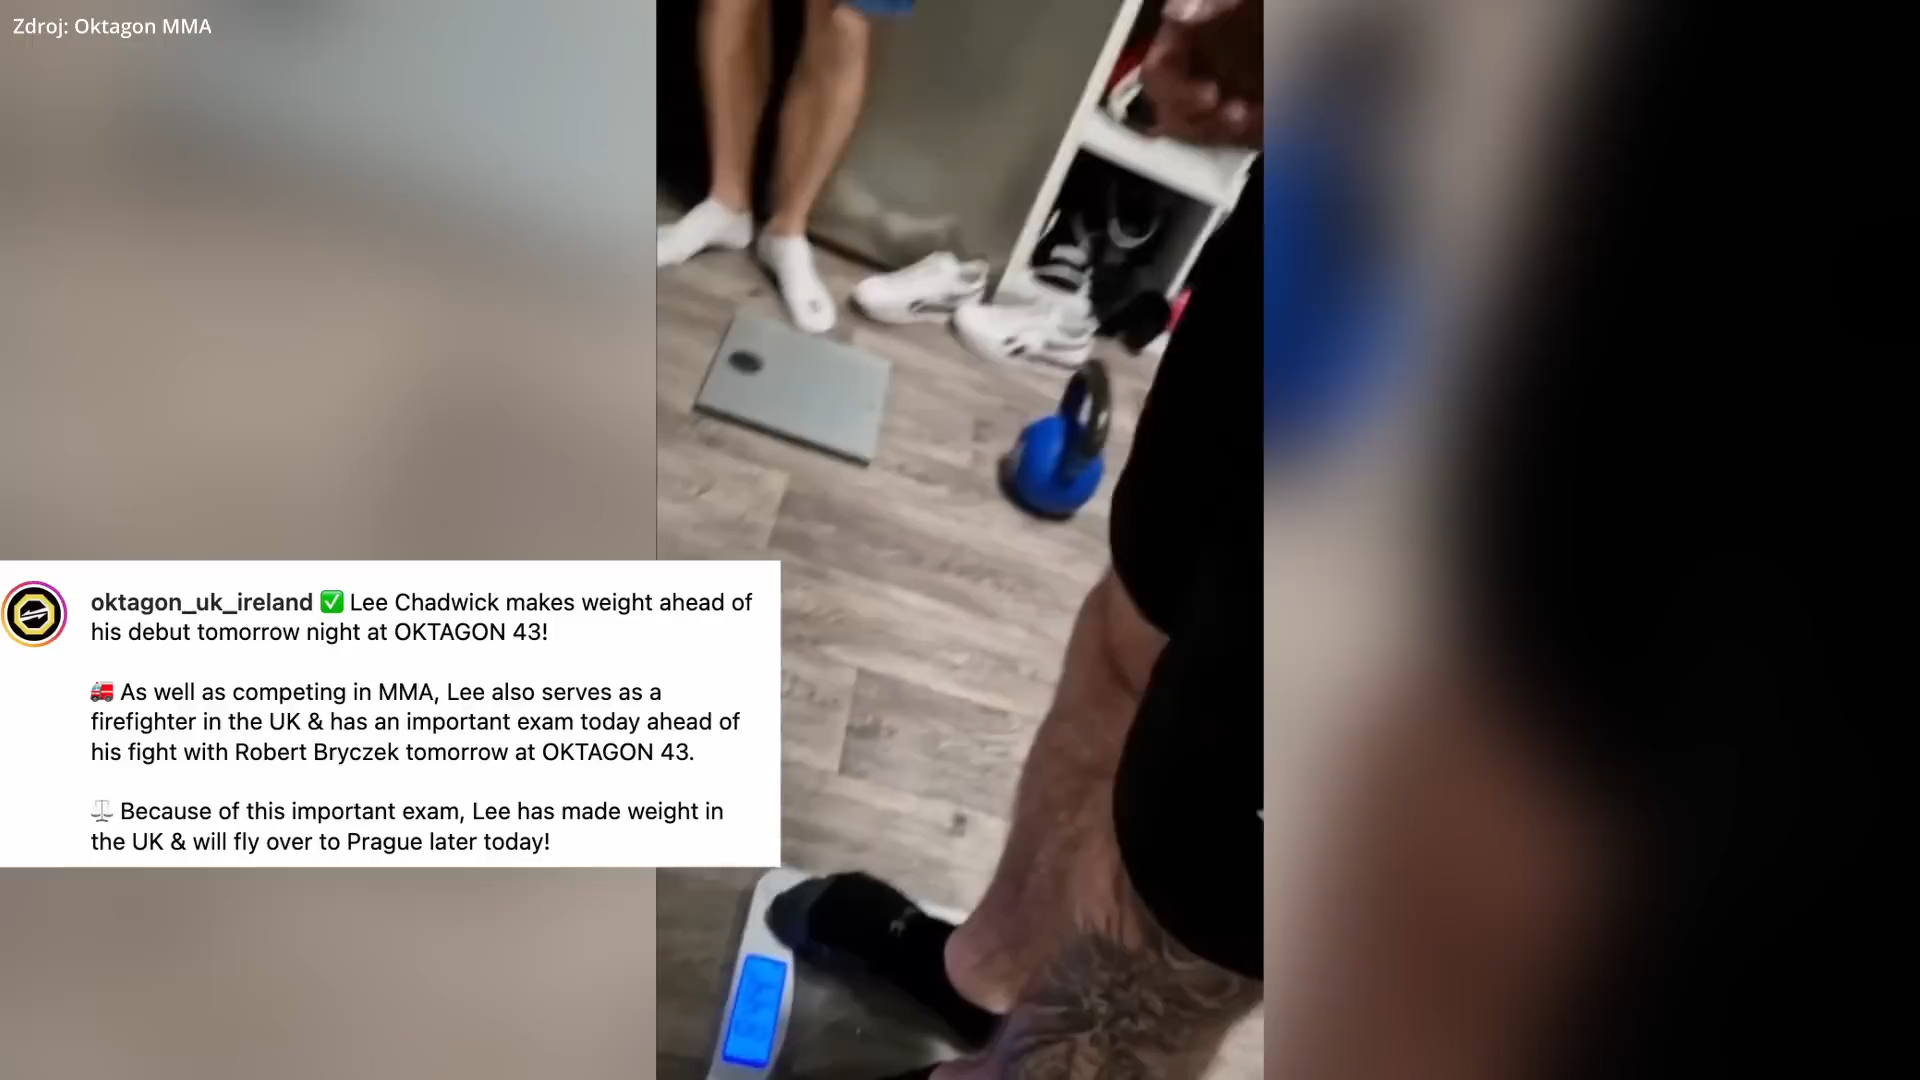 Zdroj: Oktagon MMA
oktagon_uk_ireland ✅ Lee Chadwick makes weight ahead of
his debut tomorrow night at OKTAGON 43!
🚒 As well as competing in MMA, Lee also serves as a
firefighter in the UK & has an important exam today ahead of
his fight with Robert Bryczek tomorrow at OKTAGON 43.
⚖️ Because of this important exam, Lee has made weight in
the UK & will fly over to Prague later today!